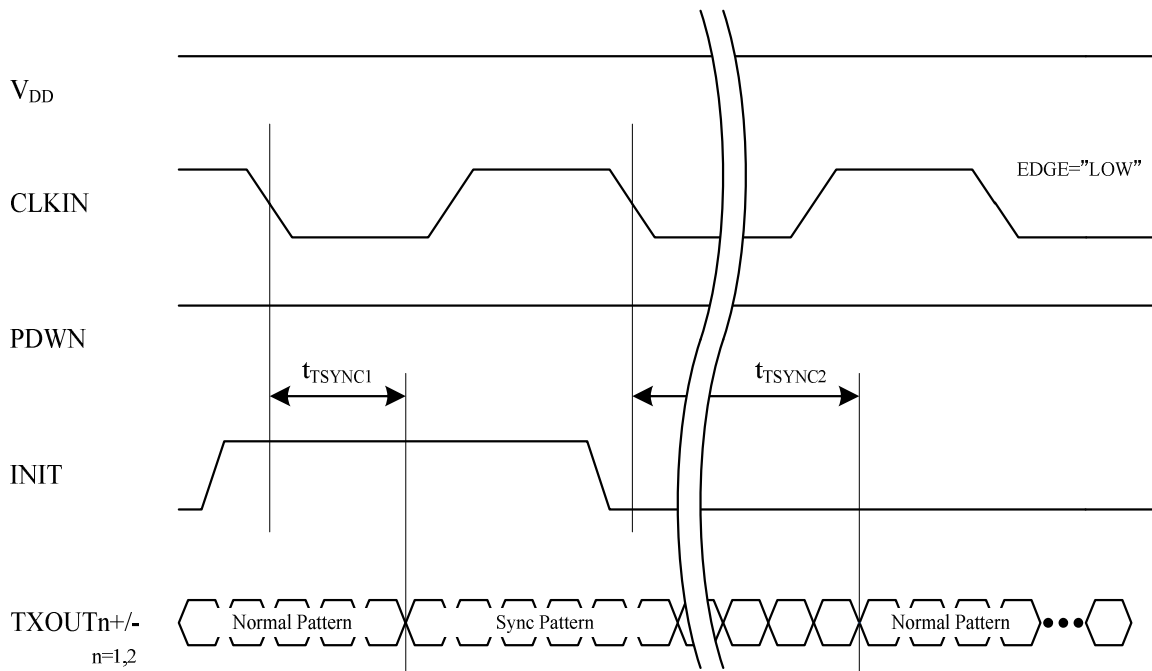 VDD
CLKIN
EDGE="LOW"
PDWN
tTSYNC1
tTSYNC2
INIT
TXOUTn+/-
n=1,2
Normal Pattern
Sync Pattern
Normal Pattern